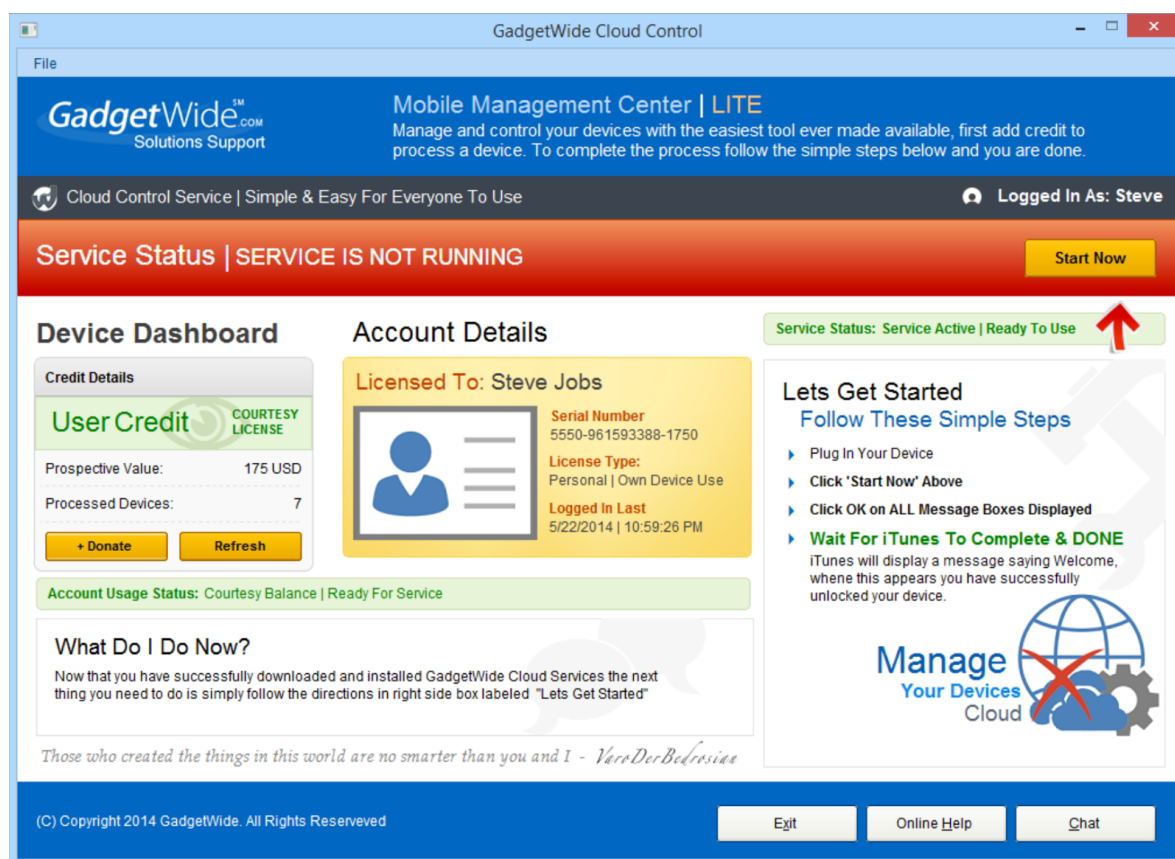 GadgetWide Cloud Control
File
GadgetWide.COM SM
Solutions Support
Mobile Management Center | LITE
Manage and control your devices with the easiest tool ever made available, first add credit to
process a device. To complete the process follow the simple steps below and you are done.
Cloud Control Service | Simple & Easy For Everyone To Use
Logged In As: Steve
Service Status | SERVICE IS NOT RUNNING
Start Now
Device Dashboard
Credit Details
User Credit
COURTESY
LICENSE
Prospective Value: 175 USD
Processed Devices: 7
+ Donate
Refresh
Account Details
Licensed To: Steve Jobs
Serial Number
5550-961593388-1750
License Type:
Personal | Own Device Use
Logged In Last
5/22/2014 | 10:59:26 PM
Account Usage Status: Courtesy Balance | Ready For Service
What Do I Do Now?
Now that you have successfully downloaded and installed GadgetWide Cloud Services the next
thing you need to do is simply follow the directions in right side box labeled "Lets Get Started"
Those who created the things in this world are no smarter than you and I - VaroDerBedrosian
Service Status: Service Active | Ready To Use
Lets Get Started
Follow These Simple Steps
Plug In Your Device
Click 'Start Now' Above
Click OK on ALL Message Boxes Displayed
Wait For iTunes To Complete & DONE
iTunes will display a message saying Welcome,
whene this appears you have successfully
unlocked your device.
Manage
Your Devices
Cloud
(C) Copyright 2014 GadgetWide. All Rights Reserveved
Exit
Online Help
Chat